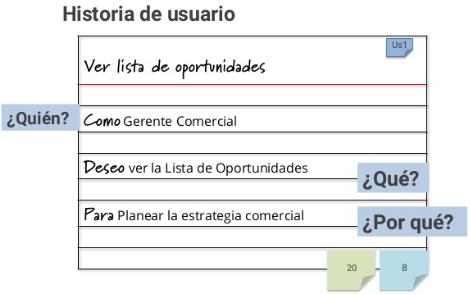 Historia de usuario
Us1
Ver lista de oportunidades
¿Quién?
Como Gerente Comercial
Deseo ver la Lista de Oportunidades
¿Qué?
Para Planear la estrategia comercial
¿Por qué?
20
8